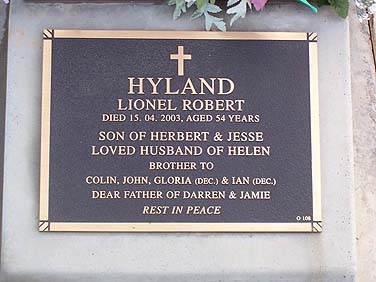 HYLAND
LIONEL ROBERT
DIED 15. 04. 2003, AGED 54 YEARS
SON OF HERBERT & JESSE
LOVED HUSBAND OF HELEN
BROTHER TO
COLIN, JOHN, GLORIA (DEC.) & IAN (DEC.)
DEAR FATHER OF DARREN & JAMIE
REST IN PEACE
O 108